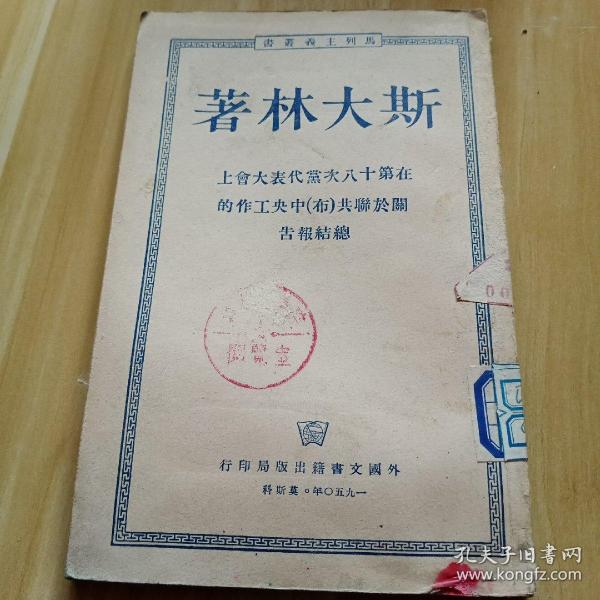 馬列主義叢書
斯大林著
在第十八次黨代表大會上
關於聯共(布)中央工作的
總結報告
外國文書籍出版局印行
一九五〇年。莫斯科
孔夫子旧书网
www.kongfz.com